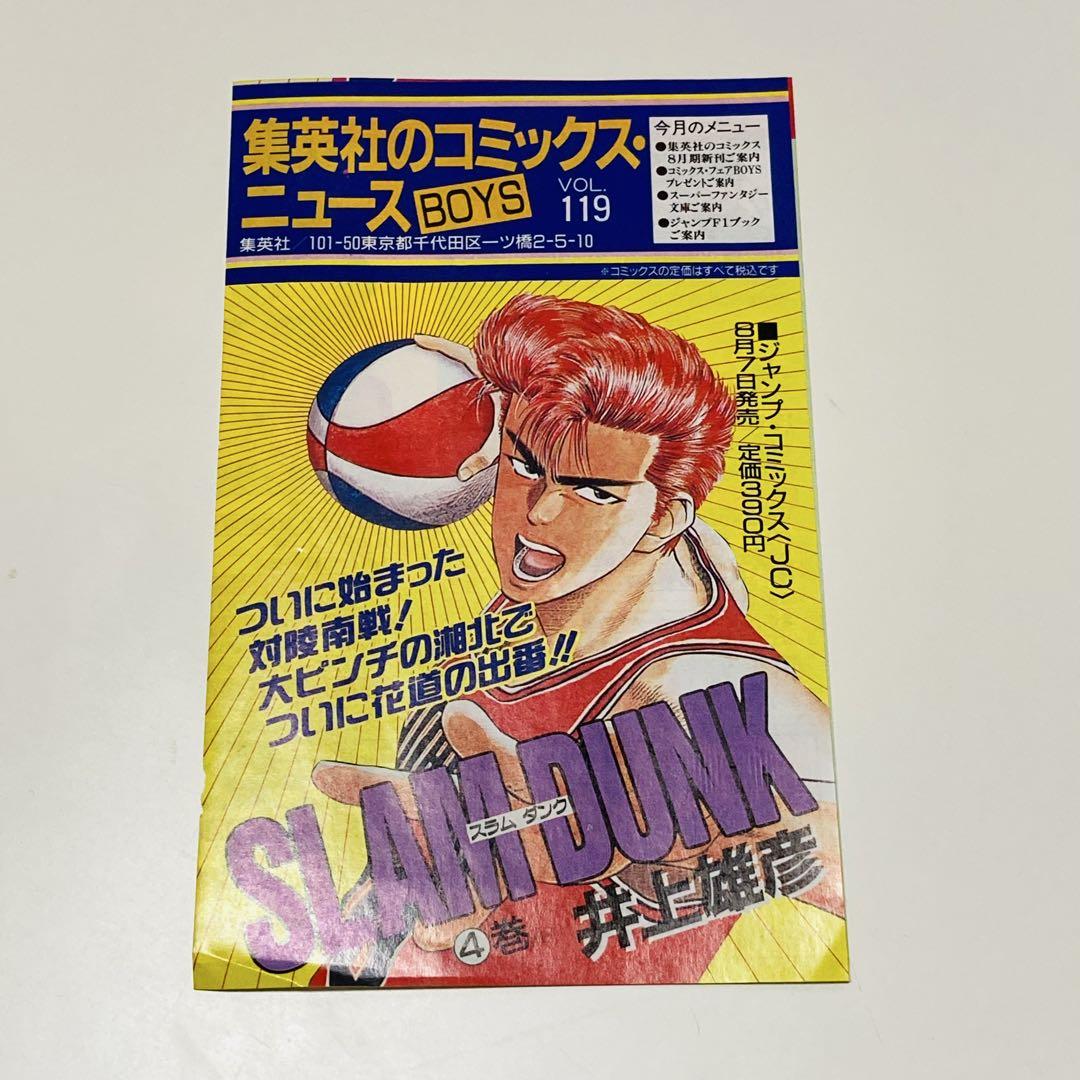 集英社のコミックス・
ニュース BOYS
VOL.
119
集英社/101-50東京都千代田区一ツ橋2-5-10
今月のメニュー
●集英社のコミックス
8月期新刊ご案内
●コミックス・フェアBOYS
プレゼントご案内
●スーパーファンタジー
文庫ご案内
●ジャンプF1ブック
ご案内
※コミックスの定価はすべて税込です
■ジャンプ・コミックス〈JC〉
8月7日発売/定価390円
ついに始まった
対陵南戦!
大ピンチの湘北で
ついに花道の出番!!
SLAM DUNK
スラム ダンク
④巻 井上雄彦